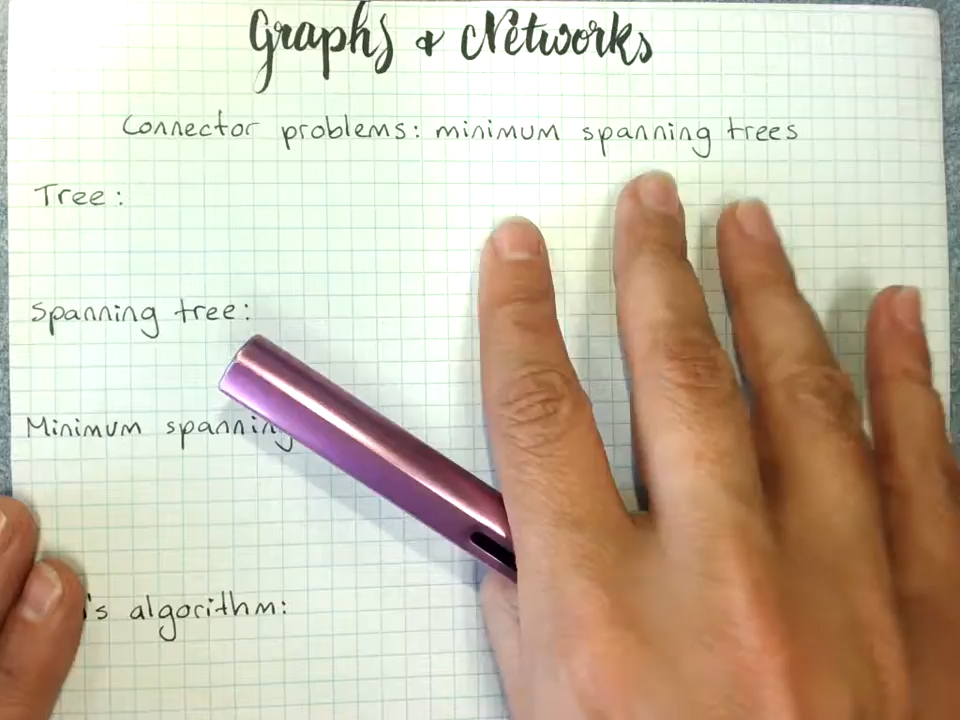 Graphs & Networks
Connector problems: minimum spanning trees
Tree:
Spanning tree:
Minimum spanning
's algorithm: